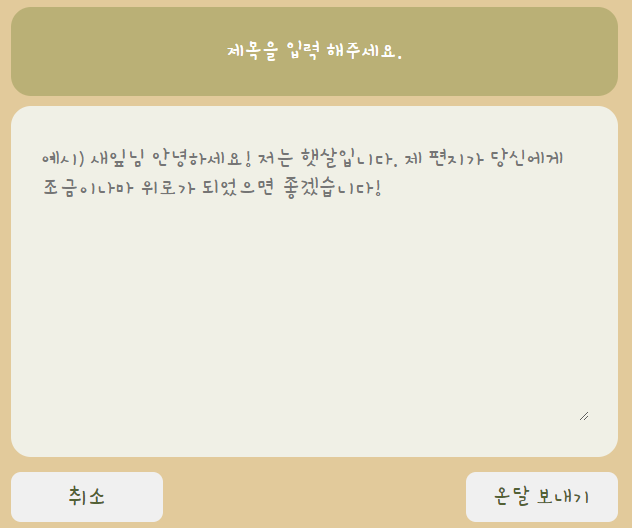 제목을 입력 해주세요.
예시) 새잎님 안녕하세요! 저는 햇살입니다. 제 편지가 당신에게
조금이나마 위로가 되었으면 좋겠습니다!
취소
온달 보내기